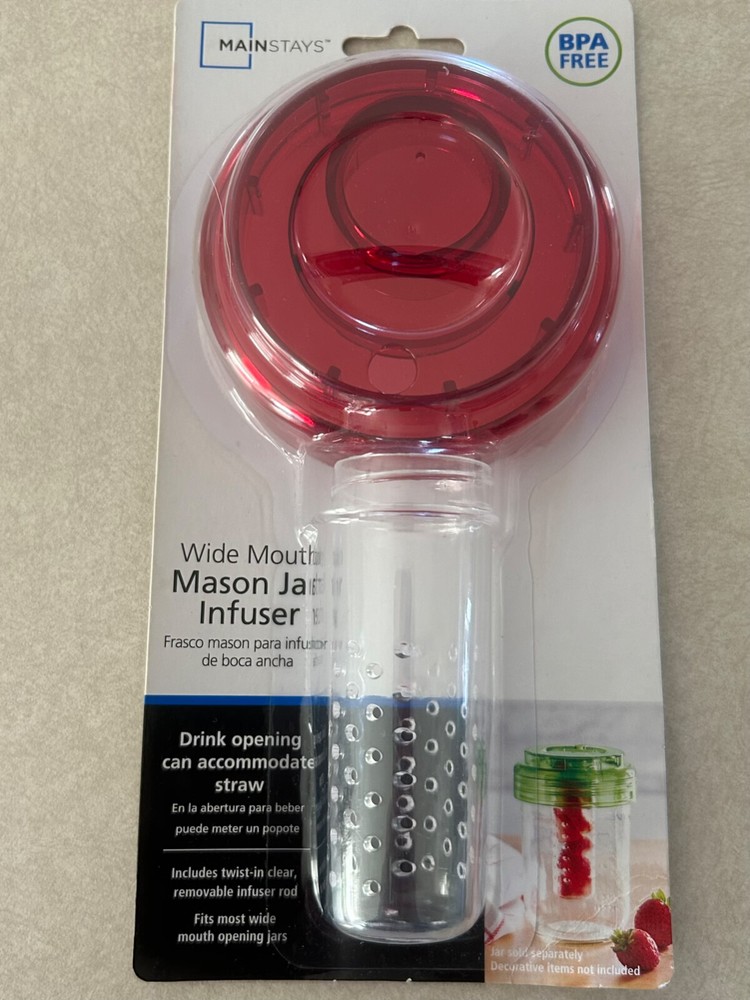 MAINSTAYS™
BPA
FREE
Wide Mouth
Mason Jar
Infuser
Frasco mason para infusor
de boca ancha
Drink opening
can accommodate
straw
En la abertura para beber
puede meter un popote
Includes twist-in clear,
removable infuser rod
Fits most wide
mouth opening jars
Jar sold separately
Decorative items not included